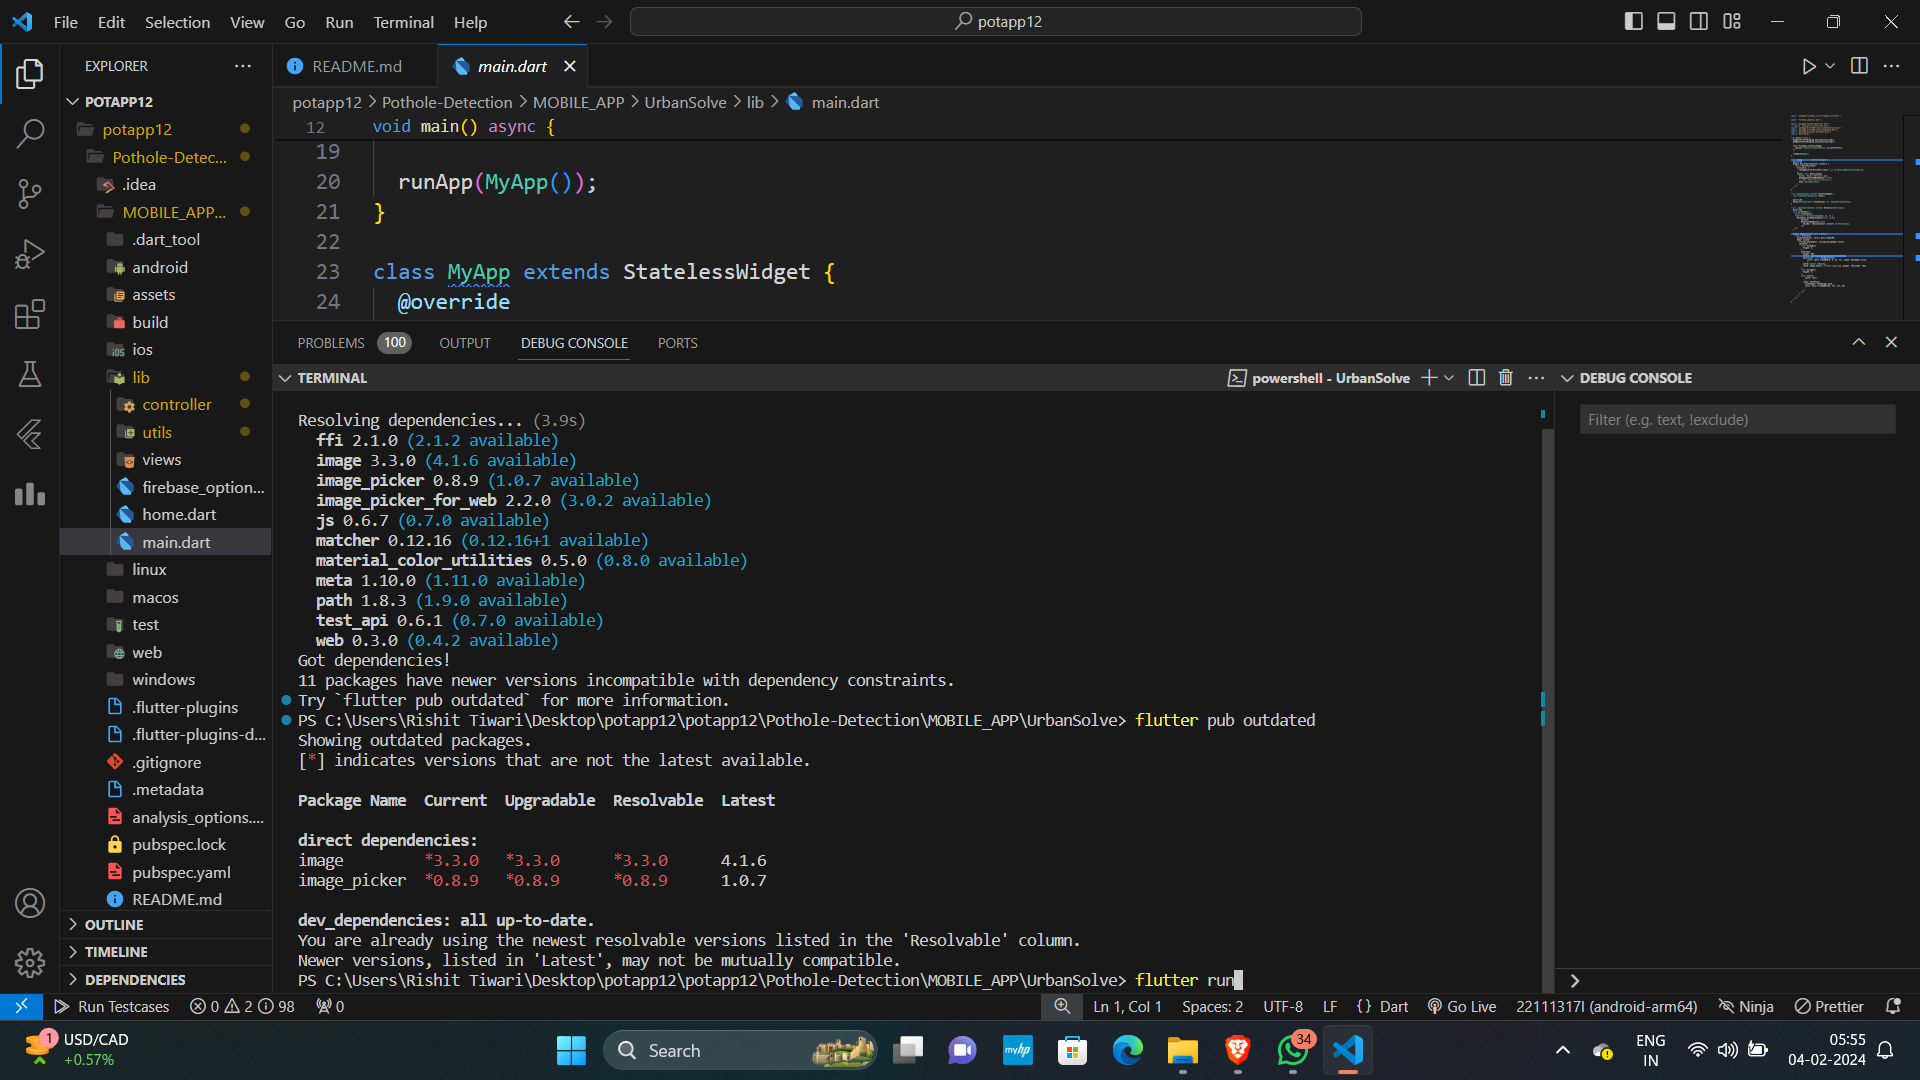 File Edit Selection View Go Run Terminal Help
potapp12
EXPLORER
README.md
main.dart
POTAPP12
potapp12
Pothole-Detec...
.idea
MOBILE_APP...
.dart_tool
android
assets
build
ios
lib
controller
utils
views
firebase_option...
home.dart
main.dart
linux
macos
test
web
windows
.flutter-plugins
.flutter-plugins-d...
.gitignore
.metadata
analysis_options....
pubspec.lock
pubspec.yaml
README.md
OUTLINE
TIMELINE
DEPENDENCIES
potapp12 > Pothole-Detection > MOBILE_APP > UrbanSolve > lib > main.dart
12 void main() async {
19
20 runApp(MyApp());
21 }
22
23 class MyApp extends StatelessWidget {
24 @override
PROBLEMS 100 OUTPUT DEBUG CONSOLE PORTS
TERMINAL
powershell - UrbanSolve
DEBUG CONSOLE
Filter (e.g. text, !exclude)
Resolving dependencies... (3.9s)
ffi 2.1.0 (2.1.2 available)
image 3.3.0 (4.1.6 available)
image_picker 0.8.9 (1.0.7 available)
image_picker_for_web 2.2.0 (3.0.2 available)
js 0.6.7 (0.7.0 available)
matcher 0.12.16 (0.12.16+1 available)
material_color_utilities 0.5.0 (0.8.0 available)
meta 1.10.0 (1.11.0 available)
path 1.8.3 (1.9.0 available)
test_api 0.6.1 (0.7.0 available)
web 0.3.0 (0.4.2 available)
Got dependencies!
11 packages have newer versions incompatible with dependency constraints.
Try `flutter pub outdated` for more information.
PS C:\Users\Rishit Tiwari\Desktop\potapp12\potapp12\Pothole-Detection\MOBILE_APP\UrbanSolve> flutter pub outdated
Showing outdated packages.
[*] indicates versions that are not the latest available.
Package Name Current Upgradable Resolvable Latest
direct dependencies:
image *3.3.0 *3.3.0 *3.3.0 4.1.6
image_picker *0.8.9 *0.8.9 *0.8.9 1.0.7
dev_dependencies: all up-to-date.
You are already using the newest resolvable versions listed in the 'Resolvable' column.
Newer versions, listed in 'Latest', may not be mutually compatible.
PS C:\Users\Rishit Tiwari\Desktop\potapp12\potapp12\Pothole-Detection\MOBILE_APP\UrbanSolve> flutter run
Run Testcases 0 2 98 0
Ln 1, Col 1 Spaces: 2 UTF-8 LF {} Dart Go Live 22111317I (android-arm64) Ninja Prettier
1
USD/CAD
+0.57%
Search
myhp
34
ENG
IN
05:55
04-02-2024